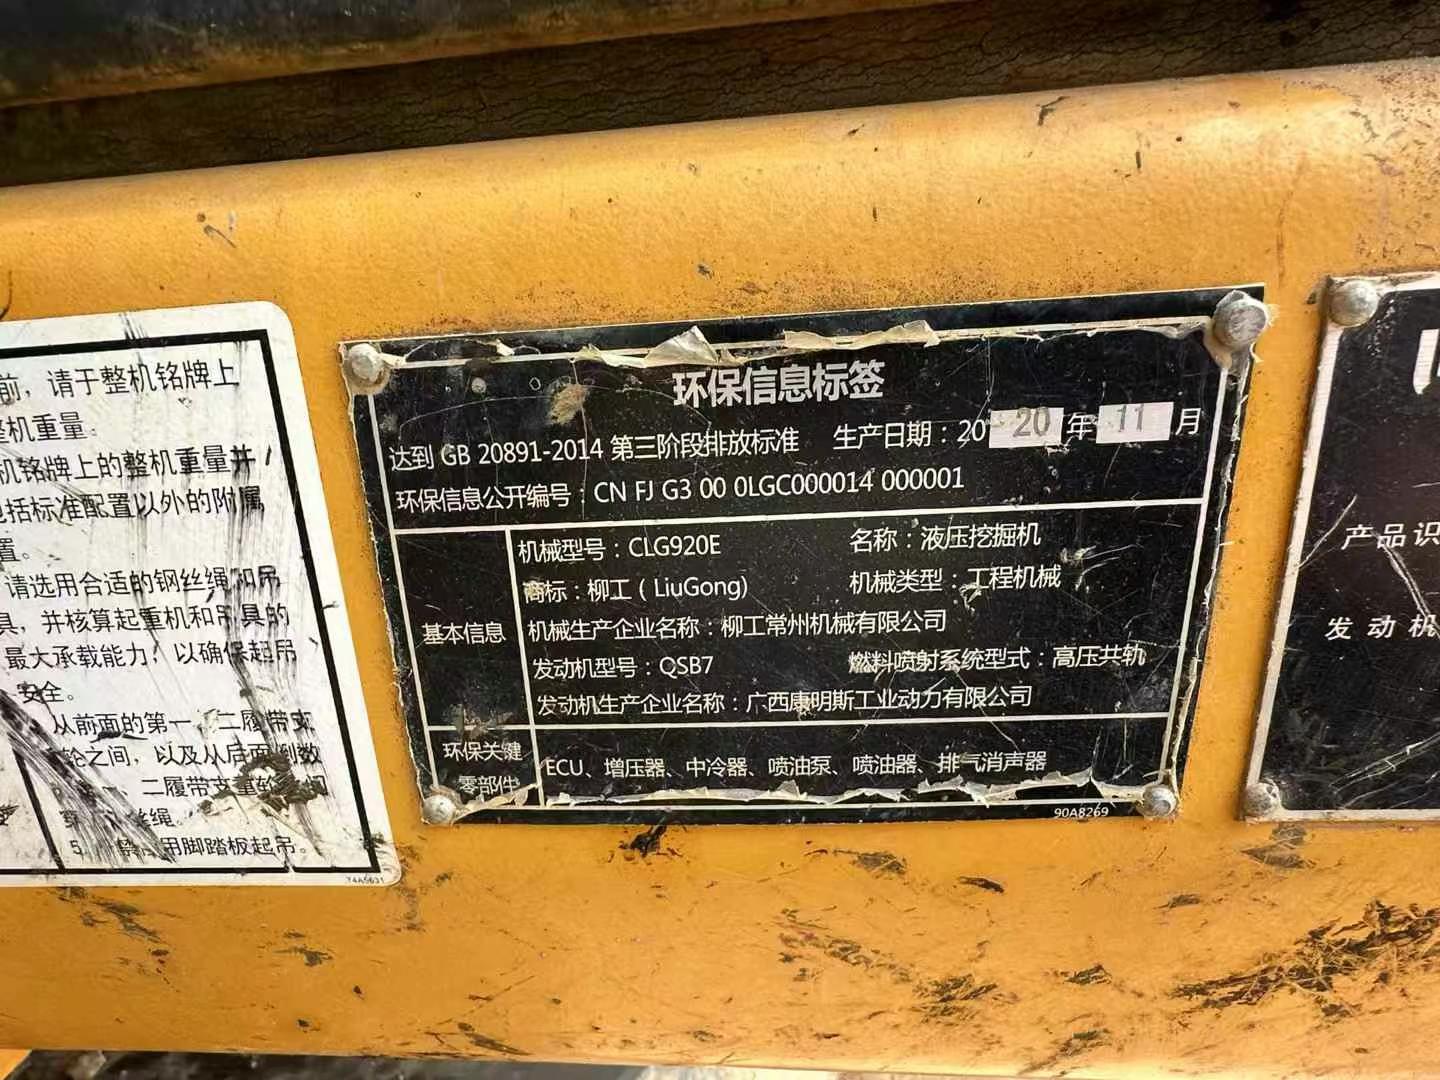 前，请于整机铭牌上
机重量
机铭牌上的整机重量并
括标准配置以外的附属
置。
请选用合适的钢丝绳和吊
具，并核算起重机和吊具的
最大承载能力，以确保起吊
安全。
从前面的第一、二履带支
轮之间，以及从后面倒数
一、二履带支重轮
丝绳。
5. 禁 用脚踏板起吊。
74A5631
环保信息标签
达到 GB 20891-2014 第三阶段排放标准 生产日期：20 20 年 11 月
环保信息公开编号：CN FJ G3 00 0LGC000014 000001
基本信息
机械型号：CLG920E 名称：液压挖掘机
商标：柳工（LiuGong) 机械类型：工程机械
机械生产企业名称：柳工常州机械有限公司
发动机型号：QSB7 燃料喷射系统型式：高压共轨
发动机生产企业名称：广西康明斯工业动力有限公司
环保关键
零部件
ECU、增压器、中冷器、喷油泵、喷油器、排气消声器
90A8269
产品识
发动机